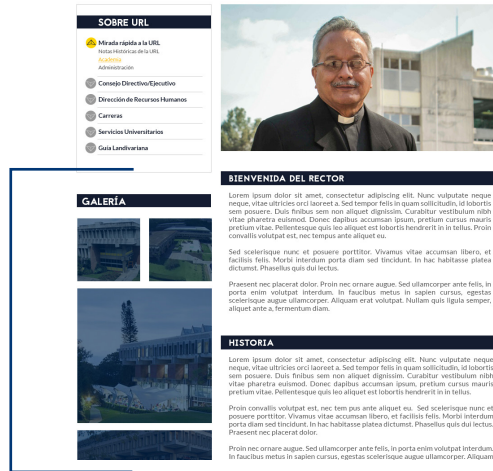 SOBRE URL
Mirada rápida a la URL
Notas Históricas de la URL
Academia
Administración
Consejo Directivo/Ejecutivo
Dirección de Recursos Humanos
Carreras
Servicios Universitarios
Guía Landivariana
GALERÍA
BIENVENIDA DEL RECTOR
Lorem ipsum dolor sit amet, consectetur adipiscing elit. Nunc vulputate neque
neque, vitae ultricies orci laoreet a. Sed tempor felis in quam sollicitudin, id lobortis
sem posuere. Duis finibus sem non aliquet dignissim. Curabitur vestibulum nibh
vitae pharetra euismod. Donec dapibus accumsan ipsum, pretium cursus mauris
pretium vitae. Pellentesque quis leo aliquet est lobortis hendrerit in in tellus. Proin
convallis volutpat est, nec tempus ante aliquet eu.
Sed scelerisque nunc et posuere porttitor. Vivamus vitae accumsan libero, et
facilisis felis. Morbi interdum porta diam sed tincidunt. In hac habitasse platea
dictumst. Phasellus quis dui lectus.
Praesent nec placerat dolor. Proin nec ornare augue. Sed ullamcorper ante felis, in
porta enim volutpat interdum. In faucibus metus in sapien cursus, egestas
scelerisque augue ullamcorper. Aliquam erat volutpat. Nullam quis ligula semper,
aliquet ante a, fermentum diam.
HISTORIA
Lorem ipsum dolor sit amet, consectetur adipiscing elit. Nunc vulputate neque
neque, vitae ultricies orci laoreet a. Sed tempor felis in quam sollicitudin, id lobortis
sem posuere. Duis finibus sem non aliquet dignissim. Curabitur vestibulum nibh
vitae pharetra euismod. Donec dapibus accumsan ipsum, pretium cursus mauris
pretium vitae. Pellentesque quis leo aliquet est lobortis hendrerit in in tellus.
Proin convallis volutpat est, nec tem pus ante aliquet eu. Sed scelerisque nunc et
posuere porttitor. Vivamus vitae accumsan libero, et facilisis felis. Morbi interdum
porta diam sed tincidunt. In hac habitasse platea dictumst. Phasellus quis dui lectus.
Praesent nec placerat dolor.
Proin nec ornare augue. Sed ullamcorper ante felis, in porta enim volutpat interdum.
In faucibus metus in sapien cursus, egestas scelerisque augue ullamcorper. Aliquam